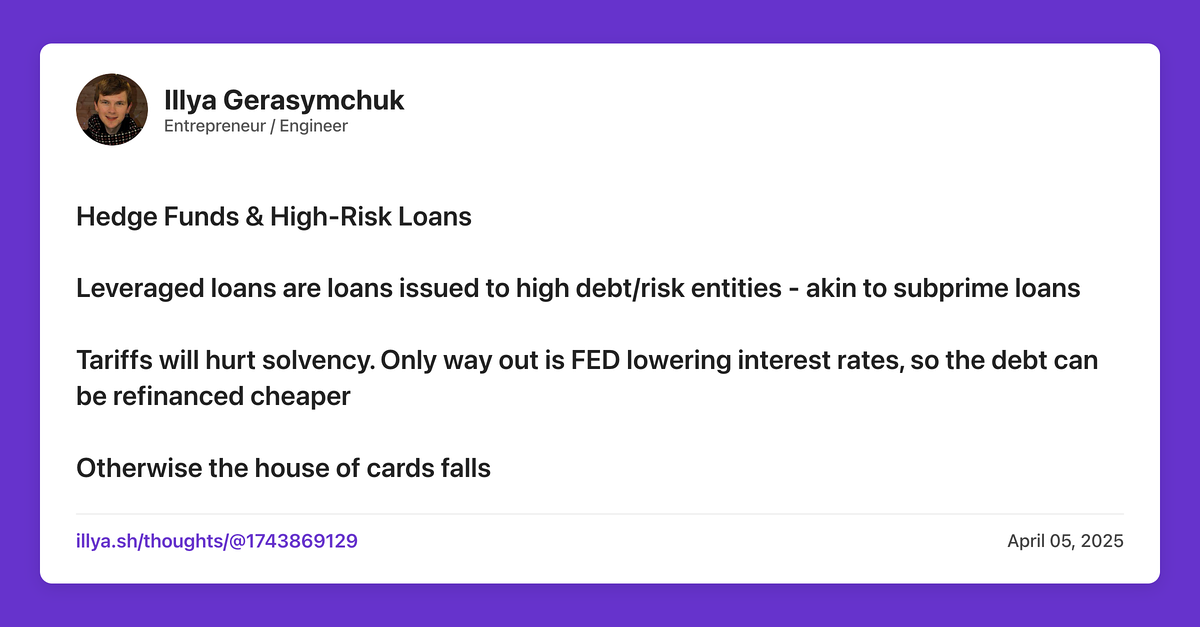 Illya Gerasymchuk
Entrepreneur / Engineer
Hedge Funds & High-Risk Loans
Leveraged loans are loans issued to high debt/risk entities - akin to subprime loans
Tariffs will hurt solvency. Only way out is FED lowering interest rates, so the debt can
be refinanced cheaper
Otherwise the house of cards falls
illya.sh/thoughts/@1743869129
April 05, 2025